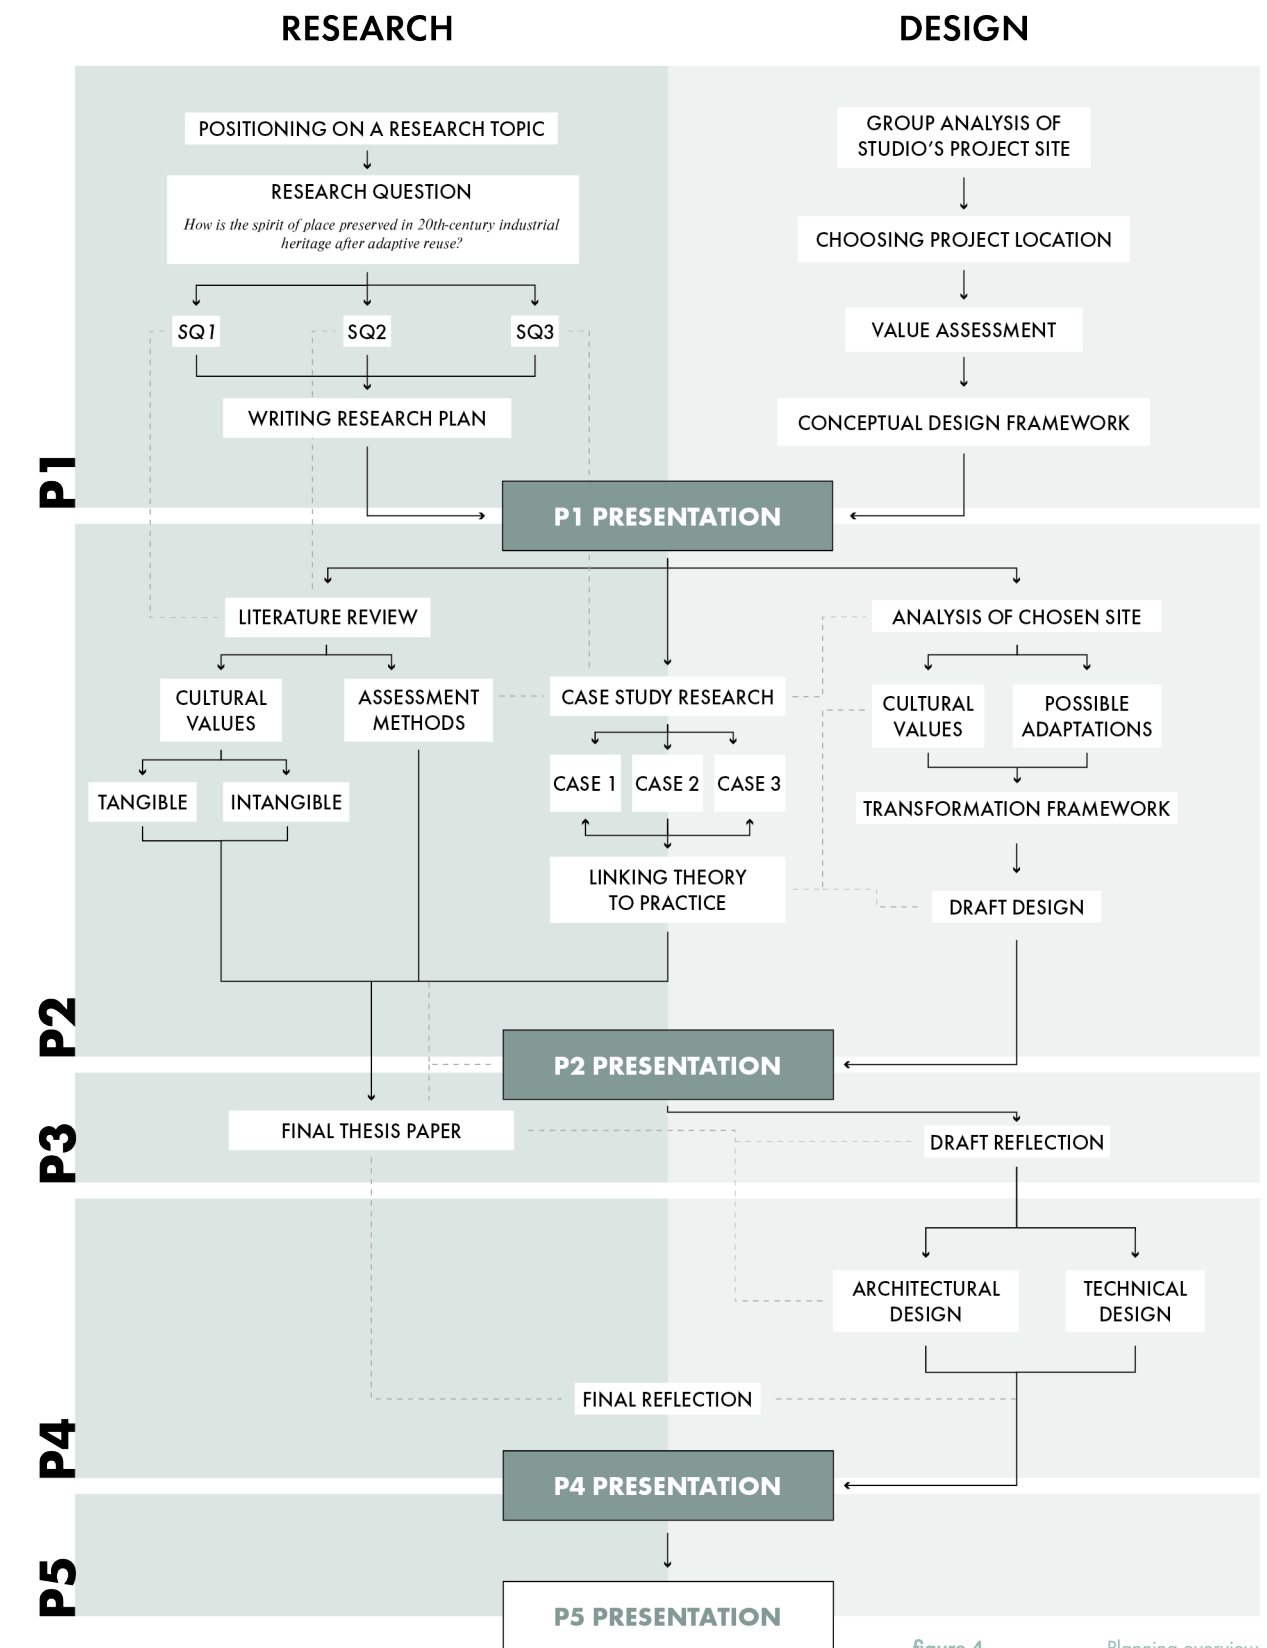 RESEARCH
DESIGN
POSITIONING ON A RESEARCH TOPIC
RESEARCH QUESTION
How is the spirit of place preserved in 20th-century industrial
heritage after adaptive reuse?
SQ1
SQ2
SQ3
WRITING RESEARCH PLAN
GROUP ANALYSIS OF
STUDIO'S PROJECT SITE
CHOOSING PROJECT LOCATION
VALUE ASSESSMENT
CONCEPTUAL DESIGN FRAMEWORK
P1
P1 PRESENTATION
LITERATURE REVIEW
CULTURAL
VALUES
ASSESSMENT
METHODS
TANGIBLE
INTANGIBLE
CASE STUDY RESEARCH
CASE 1
CASE 2
CASE 3
LINKING THEORY
TO PRACTICE
ANALYSIS OF CHOSEN SITE
CULTURAL
VALUES
POSSIBLE
ADAPTATIONS
TRANSFORMATION FRAMEWORK
DRAFT DESIGN
P2
P2 PRESENTATION
FINAL THESIS PAPER
DRAFT REFLECTION
P3
ARCHITECTURAL
DESIGN
TECHNICAL
DESIGN
FINAL REFLECTION
P4
P4 PRESENTATION
P5
P5 PRESENTATION
figure 4
Planning overview